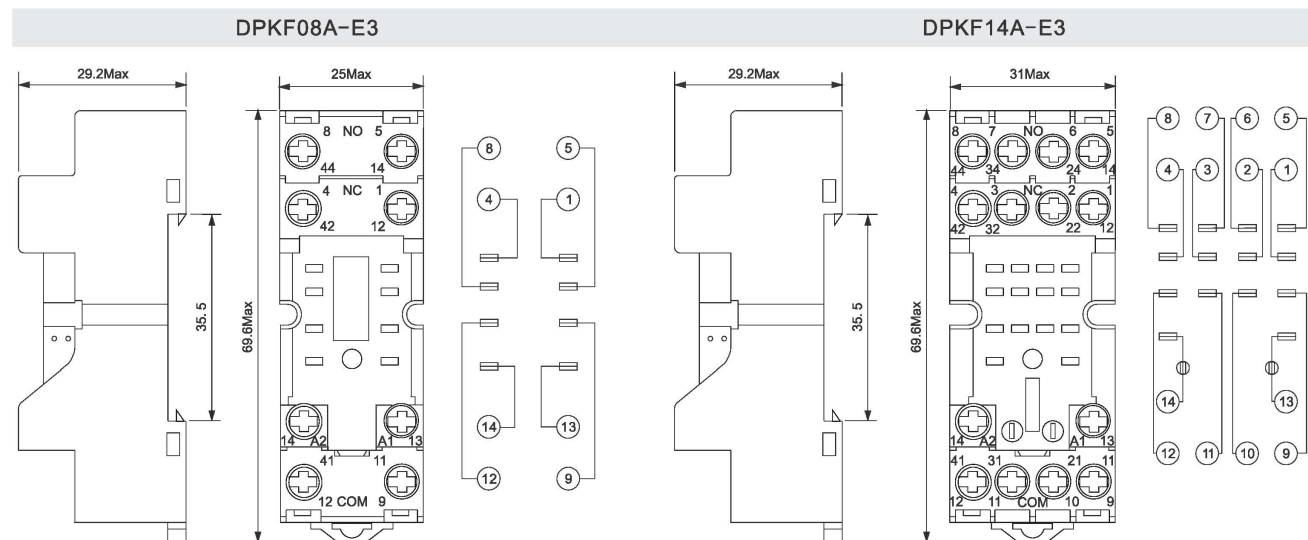 DPKF08A-E3
DPKF14A-E3
29.2Max
25Max
69.6Max
35.5
8 NO 5
44 14
4 NC 1
42 12
14 A2 A1 13
41 11
12 COM 9
8 5
4 1
14 13
12 9
29.2Max
31Max
69.6Max
35.5
8 7 NO 6 5
44 34 24 14
4 3 NC 2 1
42 32 22 12
14 A2 A1 13
41 31 21 11
12 11 COM 10 9
8 7 6 5
4 3 2 1
14 13
12 11 10 9